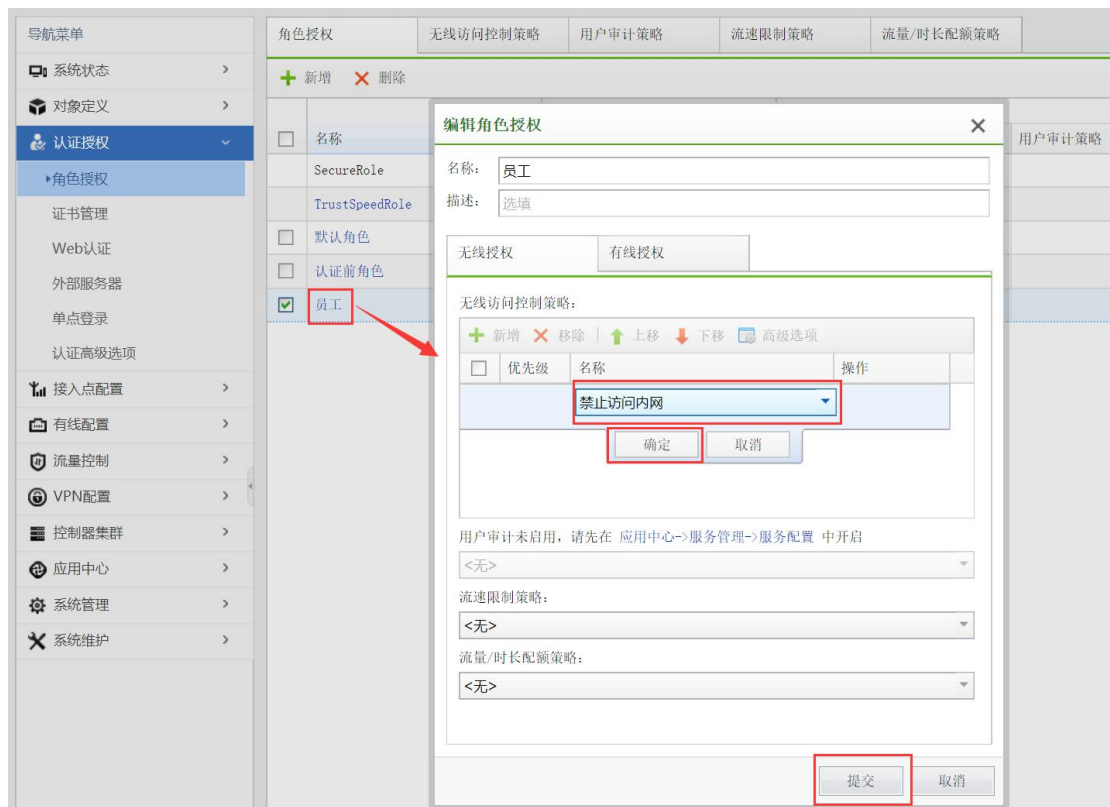 导航菜单
系统状态
对象定义
认证授权
角色授权
证书管理
Web认证
外部服务器
单点登录
认证高级选项
接入点配置
有线配置
流量控制
VPN配置
控制器集群
应用中心
系统管理
系统维护
角色授权 无线访问控制策略 用户审计策略 流速限制策略 流量/时长配额策略
新增 删除
名称 用户审计策略
SecureRole
TrustSpeedRole
默认角色
认证前角色
员工
编辑角色授权
名称: 员工
描述: 选填
无线授权 有线授权
无线访问控制策略:
新增 移除 上移 下移 高级选项
优先级 名称 操作
禁止访问内网
确定 取消
用户审计未启用，请先在 应用中心->服务管理->服务配置 中开启
<无>
流速限制策略:
<无>
流量/时长配额策略:
<无>
提交 取消